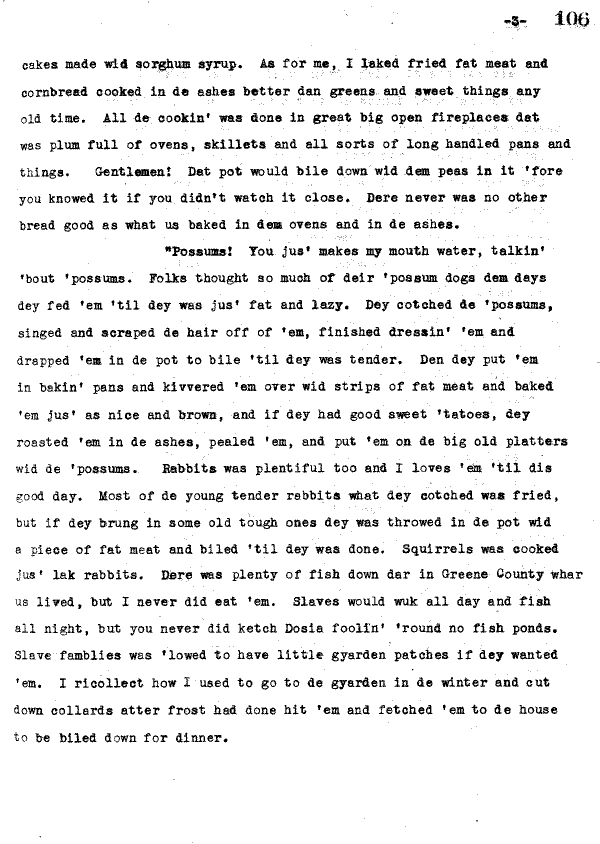 -3- 106
cakes made wid sorghum syrup. As for me, I laked fried fat meat and
cornbread cooked in de ashes better dan greens and sweet things any
old time. All de cookin' was done in great big open fireplaces dat
was plum full of ovens, skillets and all sorts of long handled pans and
things. Gentlemen! Dat pot would bile down wid dem peas in it 'fore
you knowed it if you didn't watch it close. Dere never was no other
bread good as what us baked in dem ovens and in de ashes.
"Possums! You jus' makes my mouth water, talkin'
'bout 'possums. Folks thought so much of deir 'possum dogs dem days
dey fed 'em 'til dey was jus' fat and lazy. Dey cotched de 'possums,
singed and scraped de hair off of 'em, finished dressin' 'em and
drapped 'em in de pot to bile 'til dey was tender. Den dey put 'em
in bakin' pans and kivvered 'em over wid strips of fat meat and baked
'em jus' as nice and brown, and if dey had good sweet 'tatoes, dey
roasted 'em in de ashes, pealed 'em, and put 'em on de big old platters
wid de 'possums. Rabbits was plentiful too and I loves 'em 'til dis
good day. Most of de young tender rabbits what dey cotched was fried,
but if dey brung in some old tough ones dey was throwed in de pot wid
a piece of fat meat and biled 'til dey was done. Squirrels was cooked
jus' lak rabbits. Dere was plenty of fish down dar in Greene County whar
us lived, but I never did eat 'em. Slaves would wuk all day and fish
all night, but you never did ketch Dosia foolin' 'round no fish ponds.
Slave famblies was 'lowed to have little gyarden patches if dey wanted
'em. I ricollect how I used to go to de gyarden in de winter and cut
down collards atter frost had done hit 'em and fetched 'em to de house
to be biled down for dinner.